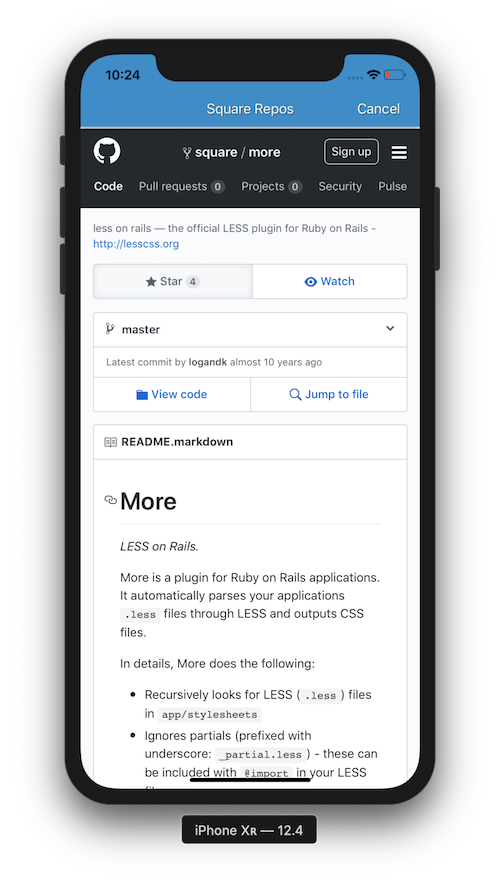 10:24
Square Repos Cancel
square / more Sign up
Code Pull requests 0 Projects 0 Security Pulse
less on rails — the official LESS plugin for Ruby on Rails -
http://lesscss.org
Star 4 Watch
master
Latest commit by logandk almost 10 years ago
View code Jump to file
README.markdown
More
LESS on Rails.
More is a plugin for Ruby on Rails applications.
It automatically parses your applications
.less files through LESS and outputs CSS
files.
In details, More does the following:
• Recursively looks for LESS ( .less ) files
in app/stylesheets
• Ignores partials (prefixed with
underscore: _partial.less ) - these can
be included with @import in your LESS
iPhone Xʀ — 12.4